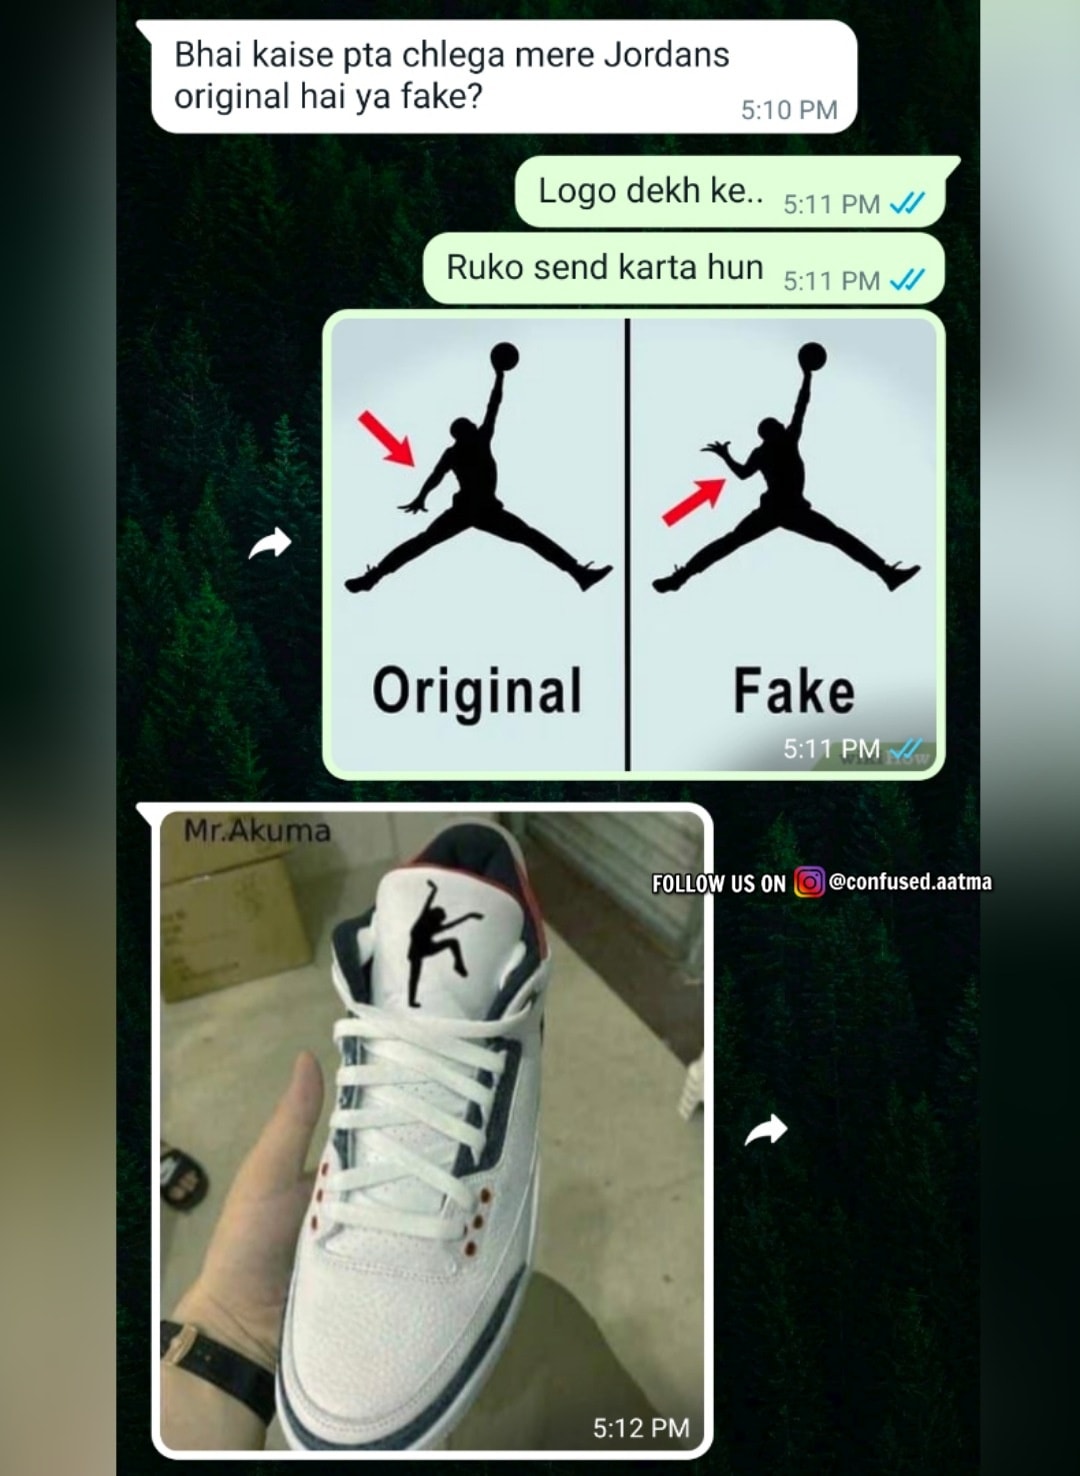 Bhai kaise pta chlega mere Jordans
original hai ya fake?
5:10 PM
Logo dekh ke.. 5:11 PM
Ruko send karta hun 5:11 PM
Original
Fake
5:11 PM
wikiHow
Mr.Akuma
FOLLOW US ON @confused.aatma
5:12 PM